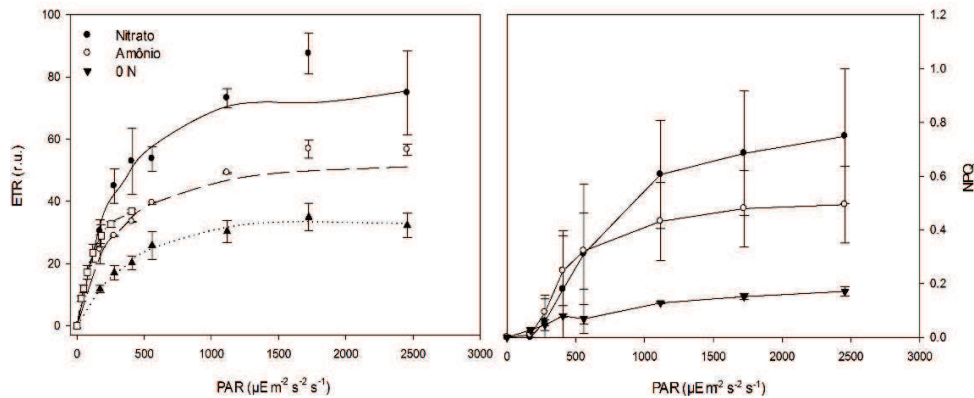 100
80
60
40
20
0
ETR (r.u.)
Nitrato
Amônio
0 N
0 500 1000 1500 2000 2500 3000
PAR (µE m⁻² s⁻² s⁻¹)
1.2
1.0
0.8
0.6
0.4
0.2
0.0
NPQ
0 500 1000 1500 2000 2500 3000
PAR (µE m⁻² s⁻² s⁻¹)